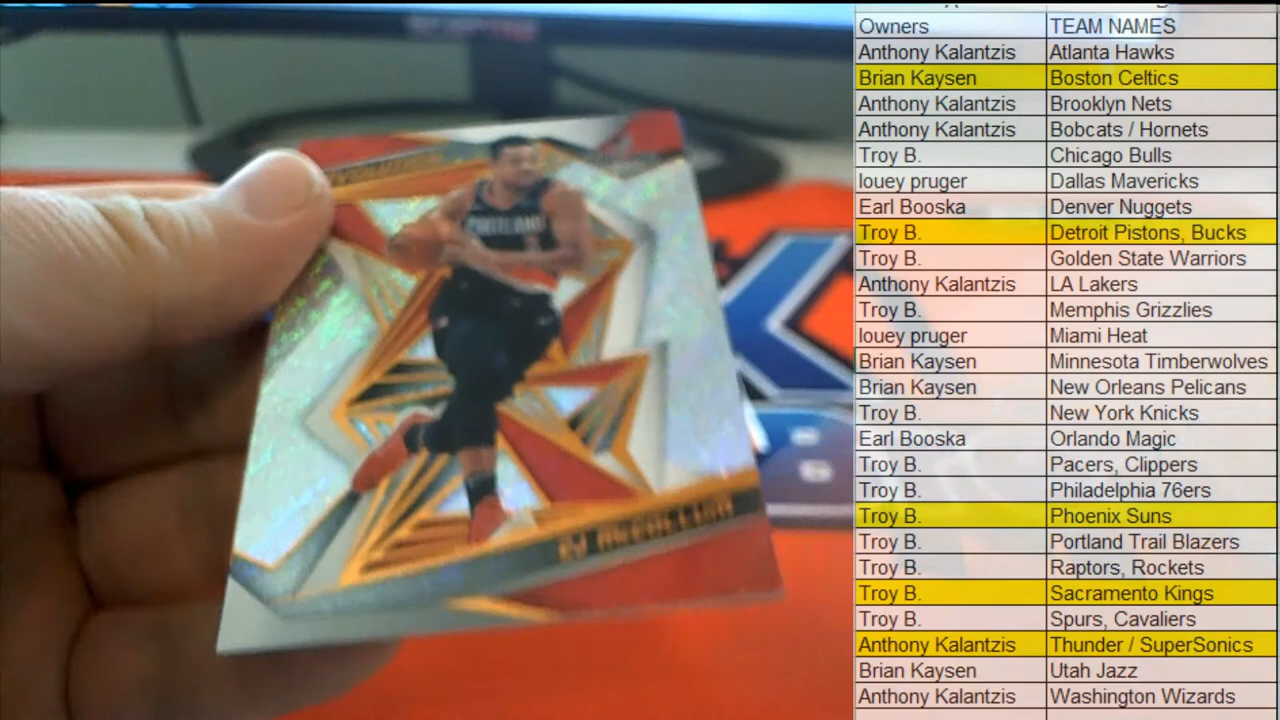 PORTLAND
CJ McCOLLUM
Owners TEAM NAMES
Anthony Kalantzis Atlanta Hawks
Brian Kaysen Boston Celtics
Anthony Kalantzis Brooklyn Nets
Anthony Kalantzis Bobcats / Hornets
Troy B. Chicago Bulls
louey pruger Dallas Mavericks
Earl Booska Denver Nuggets
Troy B. Detroit Pistons, Bucks
Troy B. Golden State Warriors
Anthony Kalantzis LA Lakers
Troy B. Memphis Grizzlies
louey pruger Miami Heat
Brian Kaysen Minnesota Timberwolves
Brian Kaysen New Orleans Pelicans
Troy B. New York Knicks
Earl Booska Orlando Magic
Troy B. Pacers, Clippers
Troy B. Philadelphia 76ers
Troy B. Phoenix Suns
Troy B. Portland Trail Blazers
Troy B. Raptors, Rockets
Troy B. Sacramento Kings
Troy B. Spurs, Cavaliers
Anthony Kalantzis Thunder / SuperSonics
Brian Kaysen Utah Jazz
Anthony Kalantzis Washington Wizards